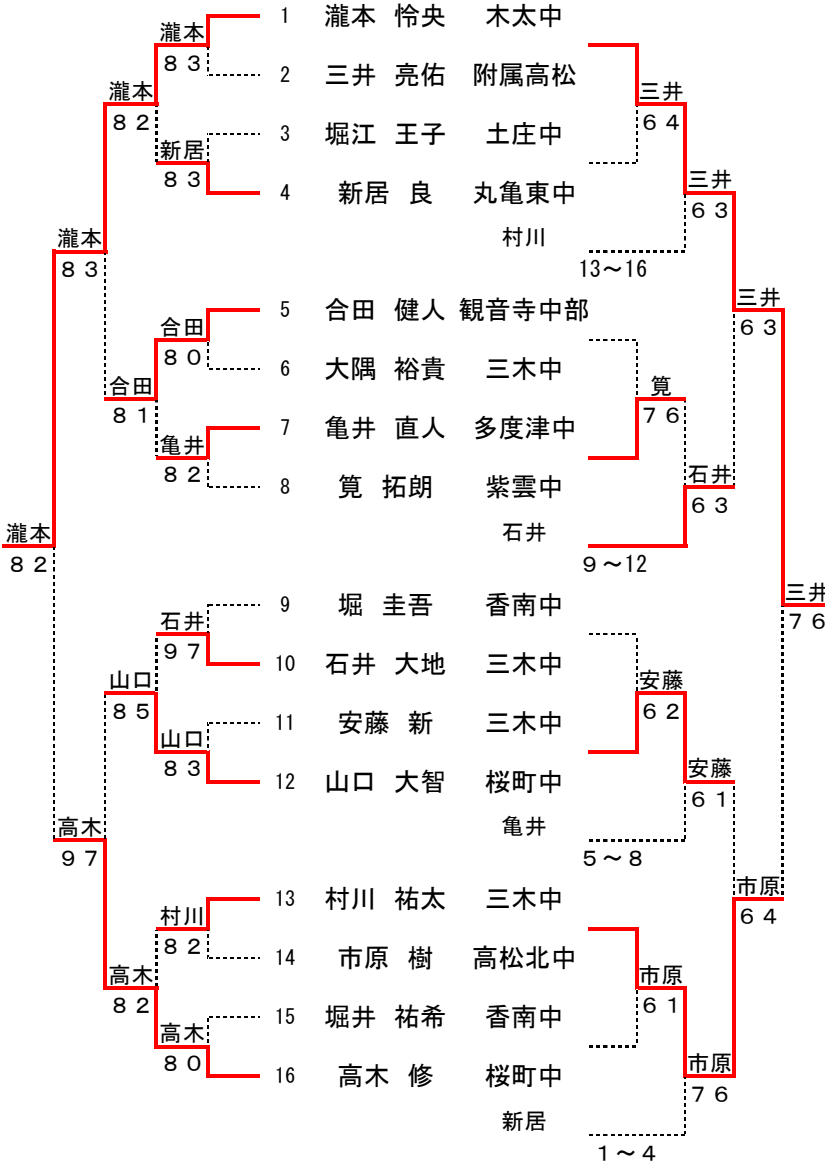 瀧本 1 瀧本 怜央 木太中
８３ 2 三井 亮佑 附属高松 三井
瀧本 ６４
８２ 3 堀江 王子 土庄中
新居
８３ 4 新居 良 丸亀東中 三井
６３
瀧本 村川
８３ 13～16
5 合田 健人 観音寺中部 三井
合田 ６３
８０ 6 大隅 裕貴 三木中
合田 筧
８１ 7 亀井 直人 多度津中 ７６
亀井
８２ 8 筧 拓朗 紫雲中 石井
６３
瀧本 石井
８２ ９～12
9 堀 圭吾 香南中 三井
石井 ７６
９７ 10 石井 大地 三木中
山口 安藤
８５ 11 安藤 新 三木中 ６２
山口
８３ 12 山口 大智 桜町中 安藤
６１
高木 亀井
９７ ５～８
13 村川 祐太 三木中 市原
村川 ６４
８２ 14 市原 樹 高松北中
高木 市原
８２ 15 堀井 祐希 香南中 ６１
高木
８０ 16 高木 修 桜町中 市原
７６
新居
１～４